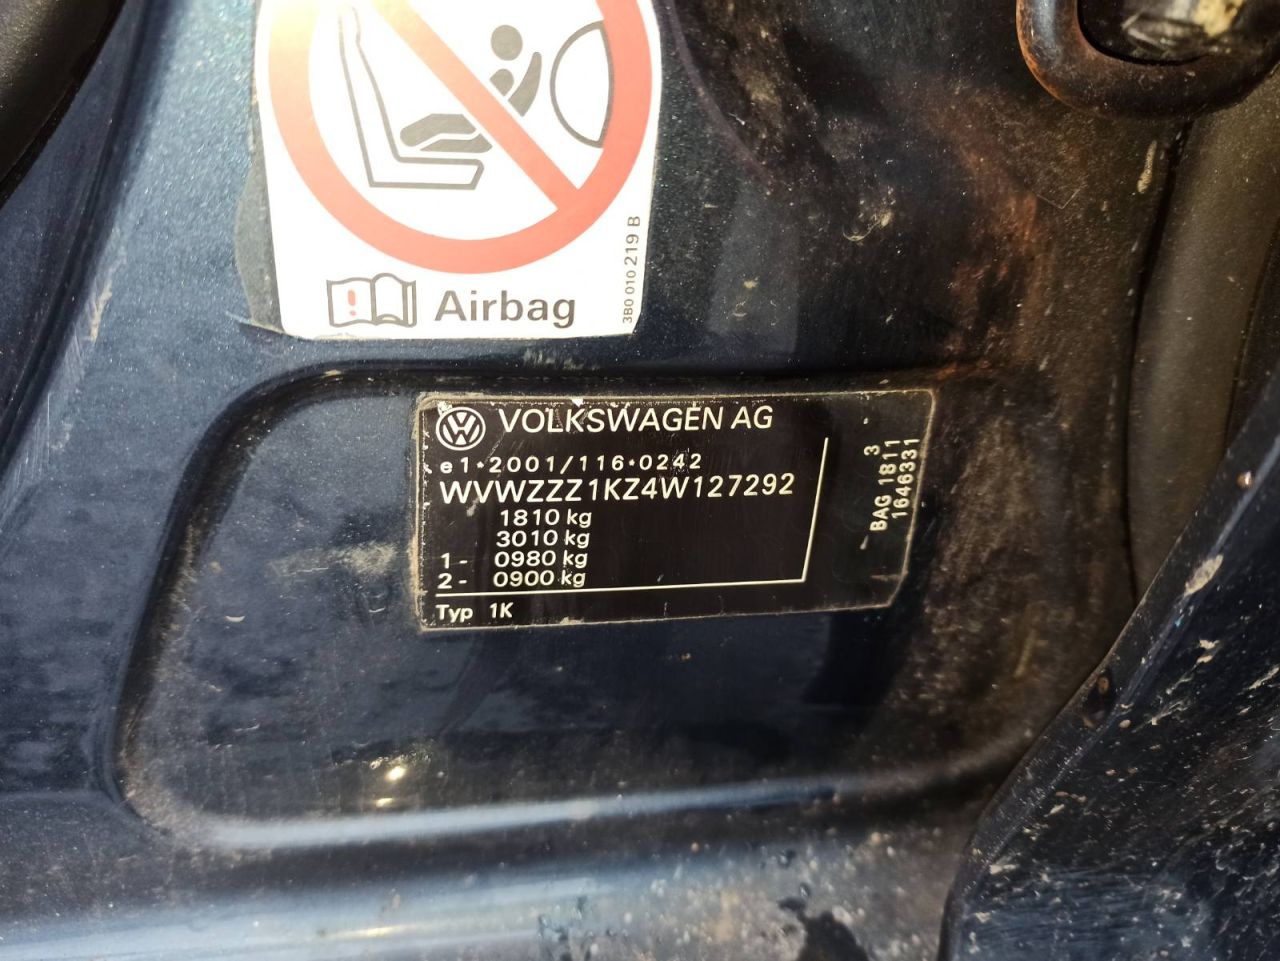 ! Airbag
3B0 010 219 B
VOLKSWAGEN AG
e1*2001/116*0242
WVWZZZ1KZ4W127292
1810 kg
3010 kg
1- 0980 kg
2- 0900 kg
Typ 1K
3
BAG 1811
1646331